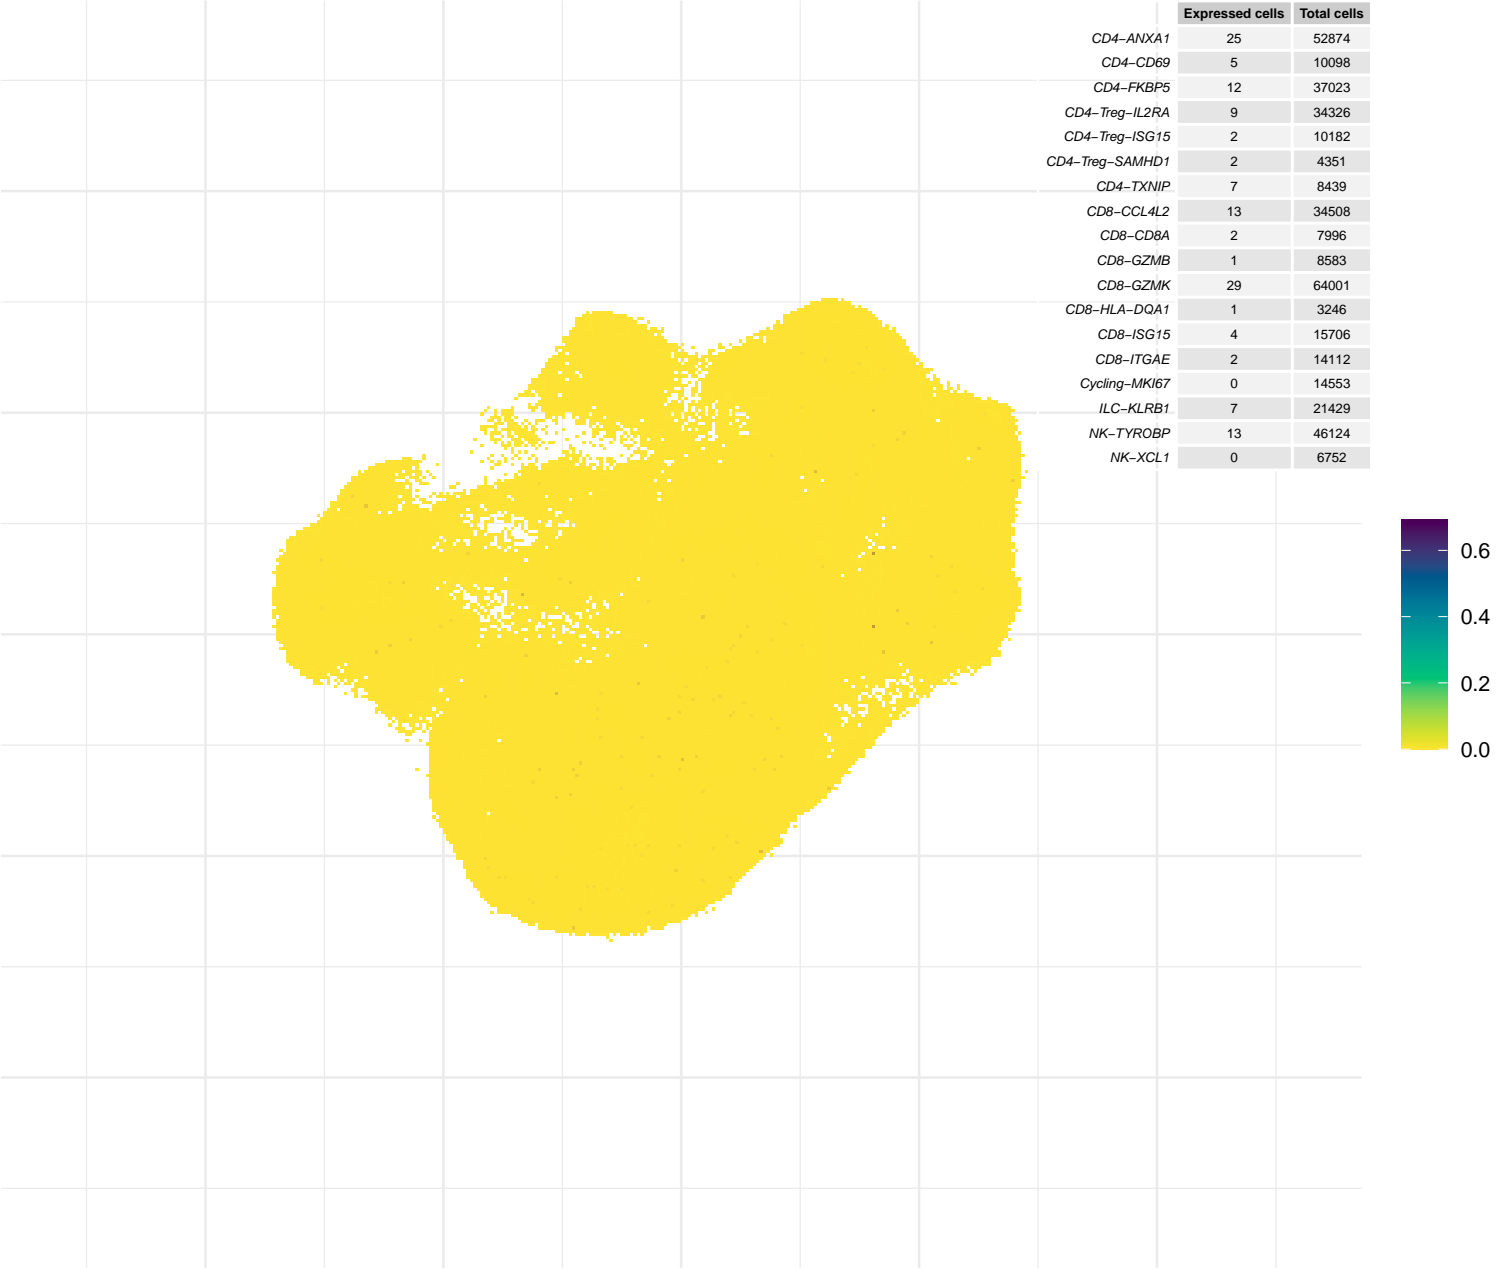 Expressed cells Total cells
CD4−ANXA1 25 52874
CD4−CD69 5 10098
CD4−FKBP5 12 37023
CD4−Treg−IL2RA 9 34326
CD4−Treg−ISG15 2 10182
CD4−Treg−SAMHD1 2 4351
CD4−TXNIP 7 8439
CD8−CCL4L2 13 34508
CD8−CD8A 2 7996
CD8−GZMB 1 8583
CD8−GZMK 29 64001
CD8−HLA−DQA1 1 3246
CD8−ISG15 4 15706
CD8−ITGAE 2 14112
Cycling−MKI67 0 14553
ILC−KLRB1 7 21429
NK−TYROBP 13 46124
NK−XCL1 0 6752
0.6
0.4
0.2
0.0